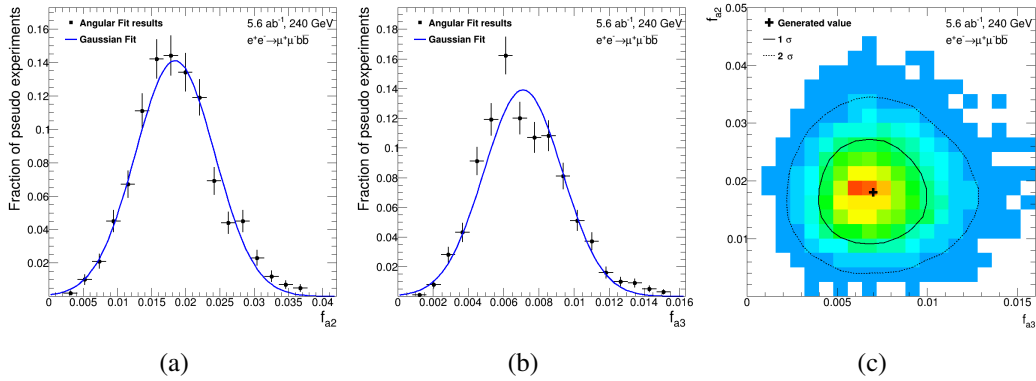 Fraction of pseudo experiments
0.16
0.14
0.12
0.1
0.08
0.06
0.04
0.02
Angular Fit results
Gaussian Fit
5.6 ab⁻¹, 240 GeV
e⁺e⁻→μ⁺μ⁻bb̅
0 0.005 0.01 0.015 0.02 0.025 0.03 0.035 0.04
f_a2
(a)
Fraction of pseudo experiments
0.18
0.16
0.14
0.12
0.1
0.08
0.06
0.04
0.02
Angular Fit results
Gaussian Fit
5.6 ab⁻¹, 240 GeV
e⁺e⁻→μ⁺μ⁻bb̅
0 0.002 0.004 0.006 0.008 0.01 0.012 0.014 0.016
f_a3
(b)
f_a2
0.05
0.04
0.03
0.02
0.01
Generated value
1 σ
2 σ
5.6 ab⁻¹, 240 GeV
e⁺e⁻→μ⁺μ⁻bb̅
0 0.005 0.01 0.015
f_a3
(c)